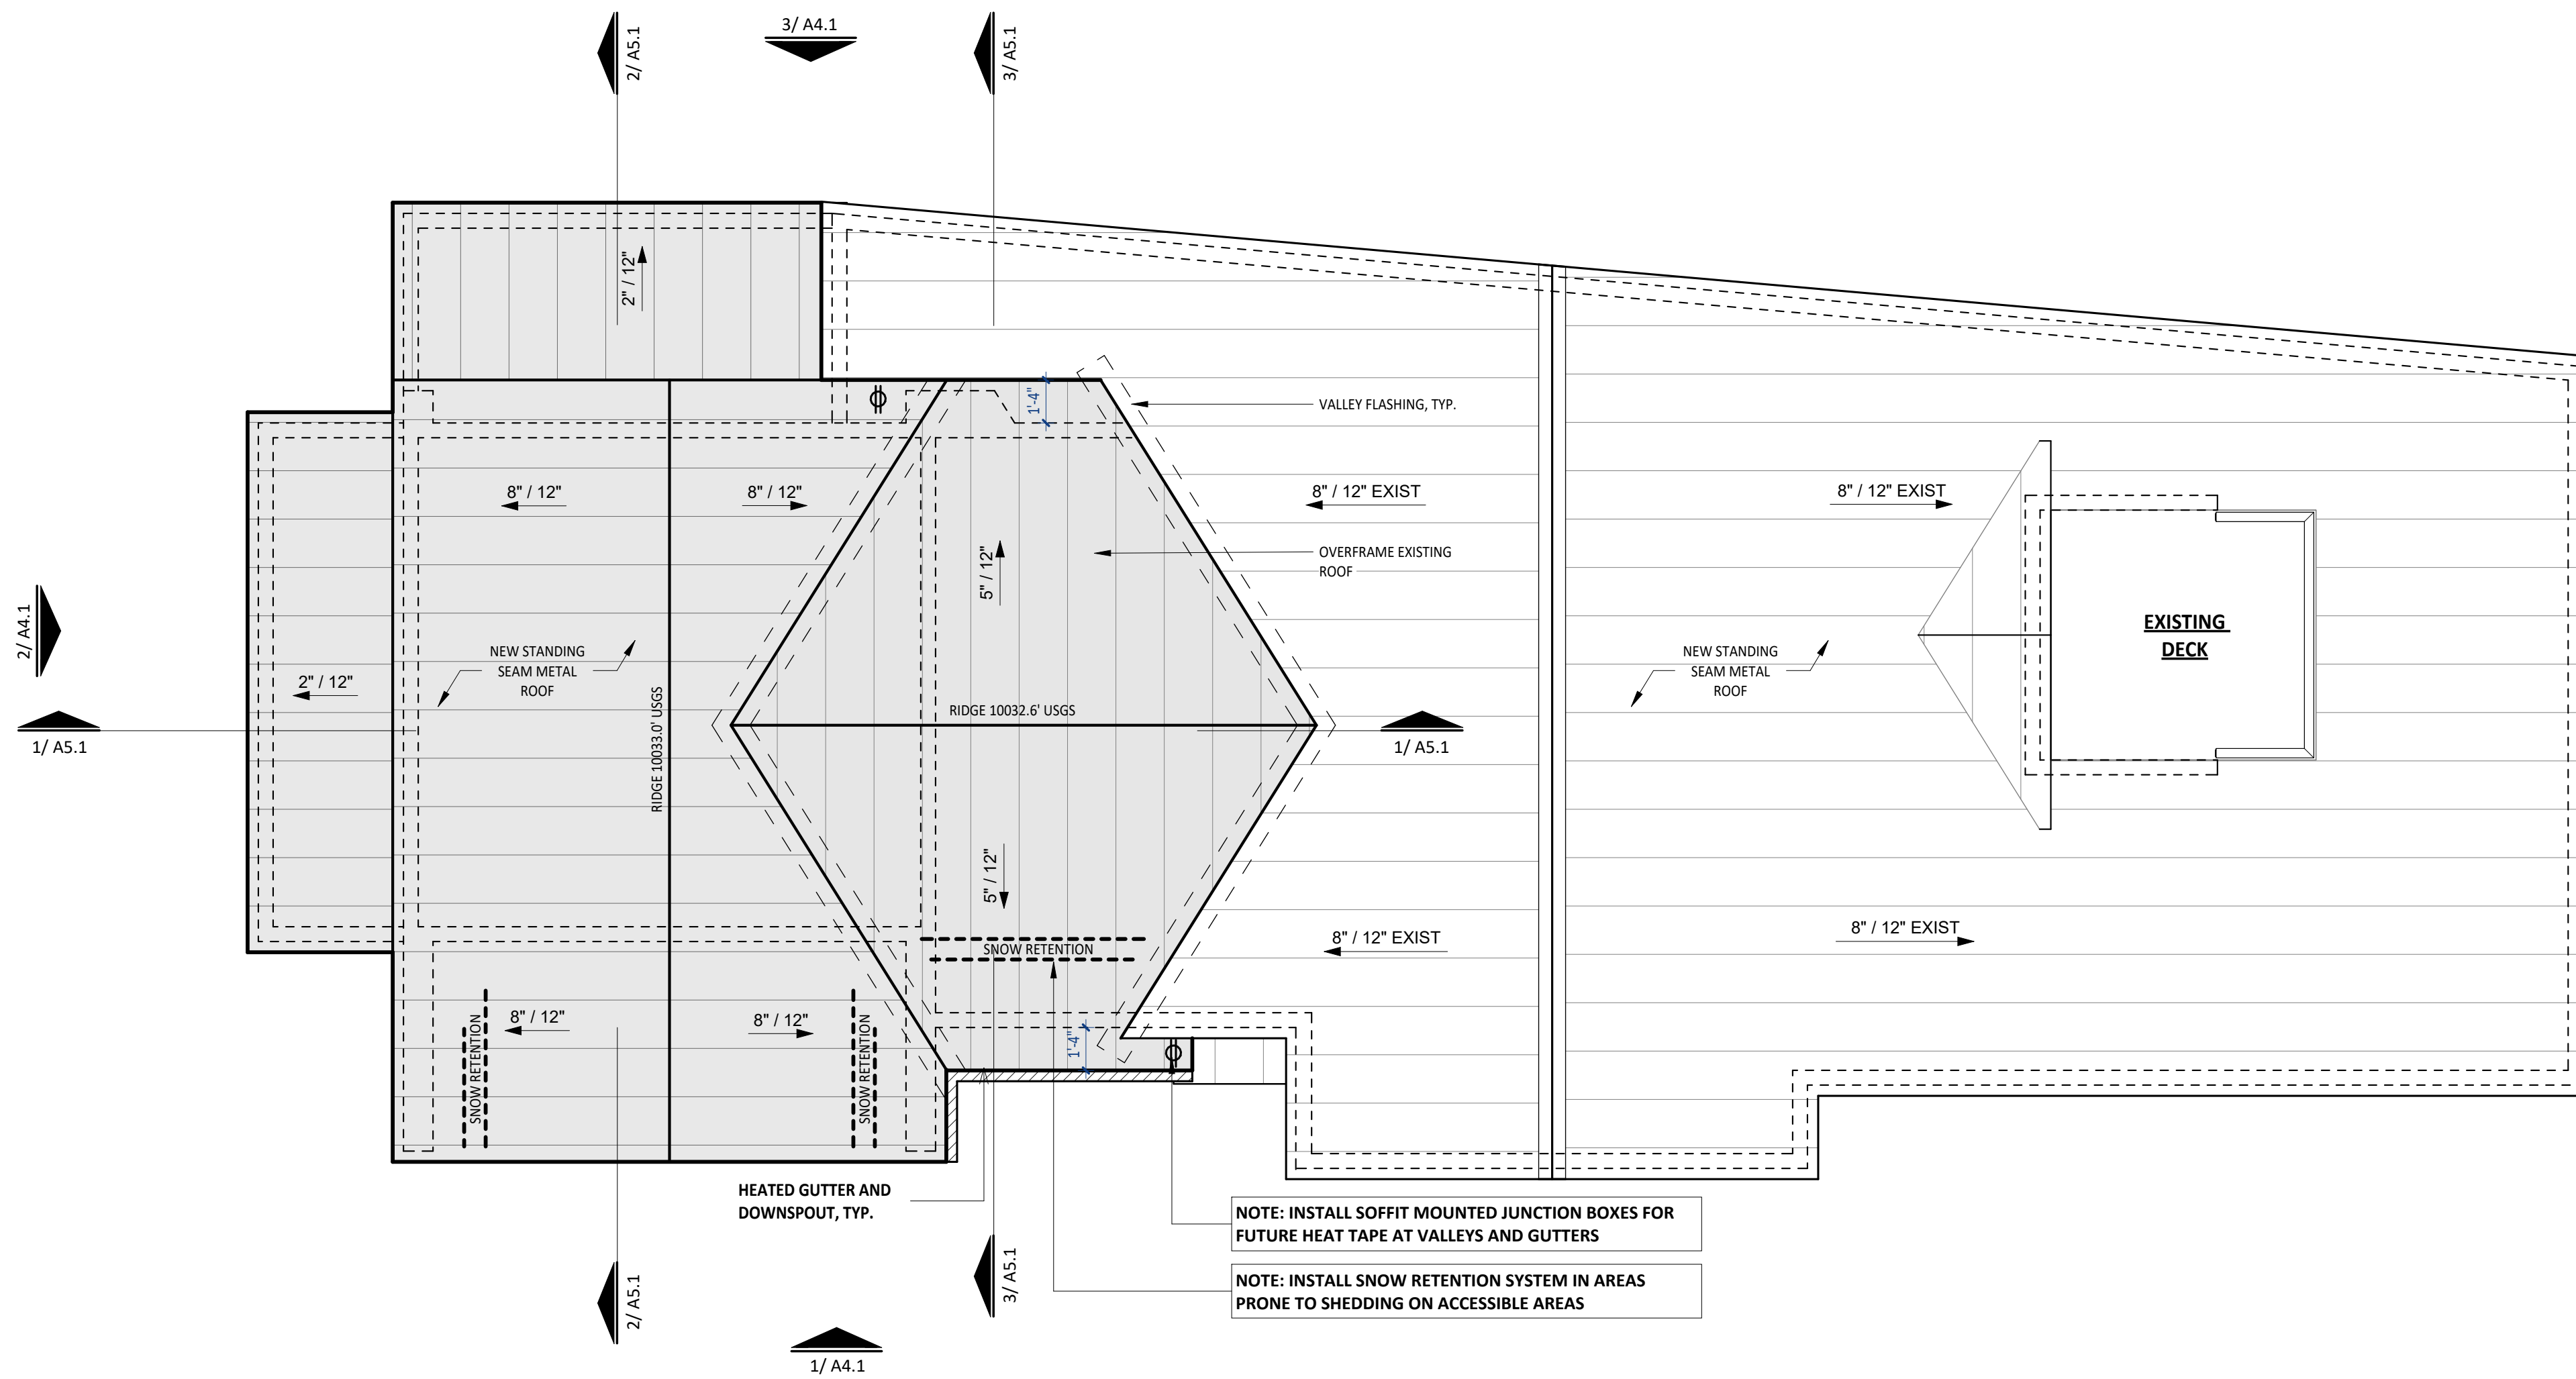 3/ A4.1
2/ A5.1
3/ A5.1
2" / 12"
1'-4"
VALLEY FLASHING, TYP.
8" / 12"
8" / 12"
8" / 12" EXIST
8" / 12" EXIST
OVERFRAME EXISTING
ROOF
5" / 12"
2/ A4.1
EXISTING
DECK
NEW STANDING
SEAM METAL
ROOF
NEW STANDING
SEAM METAL
ROOF
2" / 12"
RIDGE 10033.0' USGS
RIDGE 10032.6' USGS
1/ A5.1
1/ A5.1
5" / 12"
8" / 12" EXIST
8" / 12" EXIST
SNOW RETENTION
8" / 12"
8" / 12"
SNOW RETENTION
SNOW RETENTION
1'-4"
HEATED GUTTER AND
DOWNSPOUT, TYP.
NOTE: INSTALL SOFFIT MOUNTED JUNCTION BOXES FOR
FUTURE HEAT TAPE AT VALLEYS AND GUTTERS
NOTE: INSTALL SNOW RETENTION SYSTEM IN AREAS
PRONE TO SHEDDING ON ACCESSIBLE AREAS
2/ A5.1
3/ A5.1
1/ A4.1